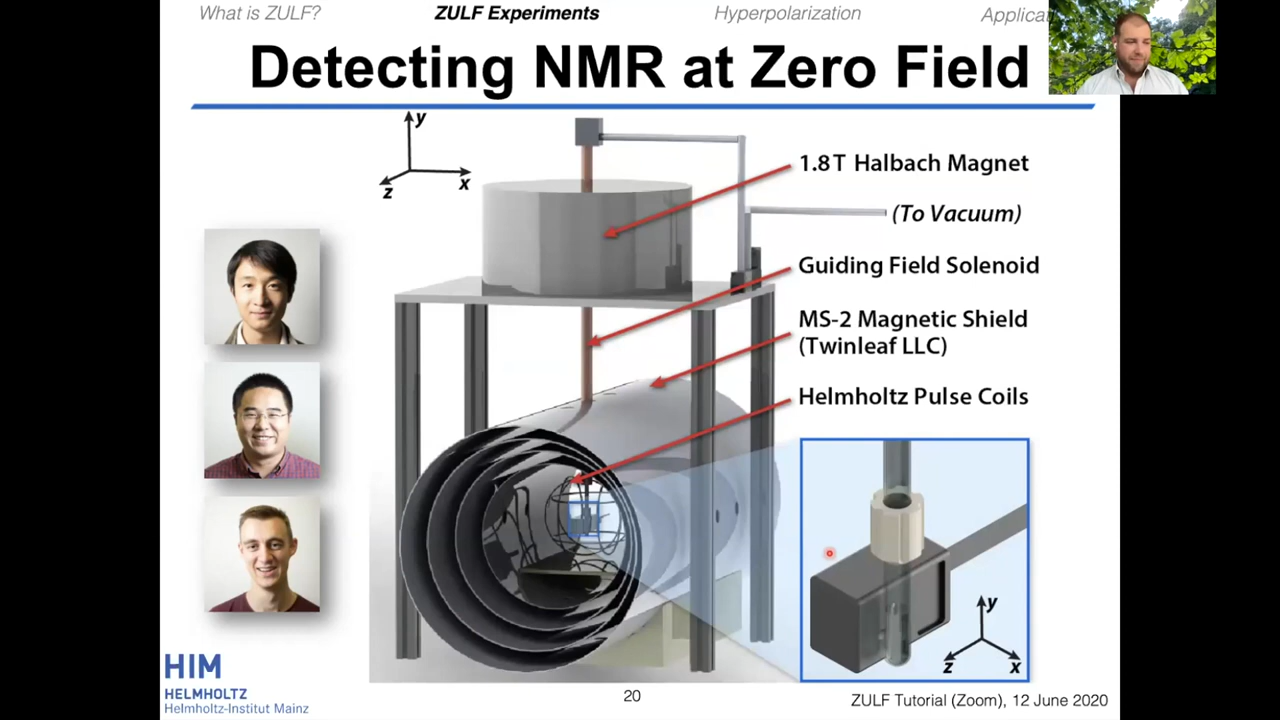 What is ZULF?
ZULF Experiments
Hyperpolarization
Applicat
Detecting NMR at Zero Field
y
x
z
1.8T Halbach Magnet
(To Vacuum)
Guiding Field Solenoid
MS-2 Magnetic Shield
(Twinleaf LLC)
Helmholtz Pulse Coils
y
z
x
HIM
HELMHOLTZ
Helmholtz-Institut Mainz
20
ZULF Tutorial (Zoom), 12 June 2020